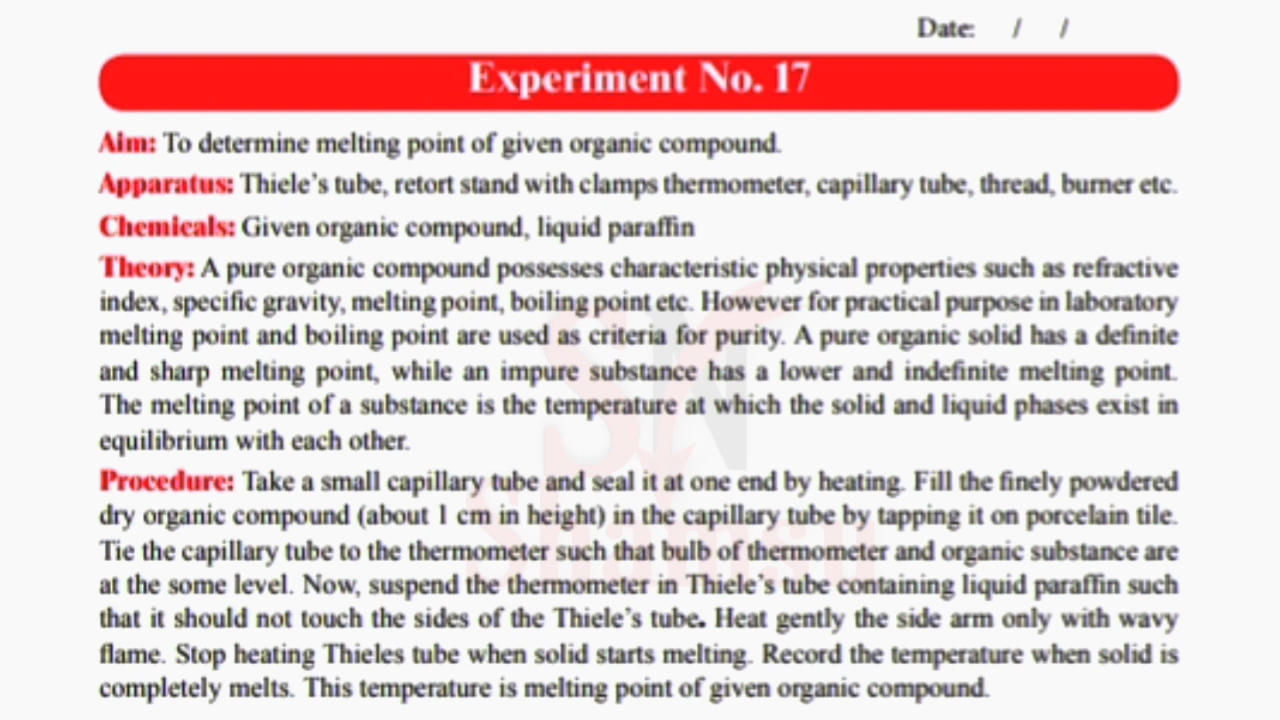 Date: / /
Experiment No. 17
Aim: To determine melting point of given organic compound.
Apparatus: Thiele's tube, retort stand with clamps thermometer, capillary tube, thread, burner etc.
Chemicals: Given organic compound, liquid paraffin
Theory: A pure organic compound possesses characteristic physical properties such as refractive
index, specific gravity, melting point, boiling point etc. However for practical purpose in laboratory
melting point and boiling point are used as criteria for purity. A pure organic solid has a definite
and sharp melting point, while an impure substance has a lower and indefinite melting point.
The melting point of a substance is the temperature at which the solid and liquid phases exist in
equilibrium with each other.
Procedure: Take a small capillary tube and seal it at one end by heating. Fill the finely powdered
dry organic compound (about 1 cm in height) in the capillary tube by tapping it on porcelain tile.
Tie the capillary tube to the thermometer such that bulb of thermometer and organic substance are
at the some level. Now, suspend the thermometer in Thiele's tube containing liquid paraffin such
that it should not touch the sides of the Thiele's tube. Heat gently the side arm only with wavy
flame. Stop heating Thieles tube when solid starts melting. Record the temperature when solid is
completely melts. This temperature is melting point of given organic compound.